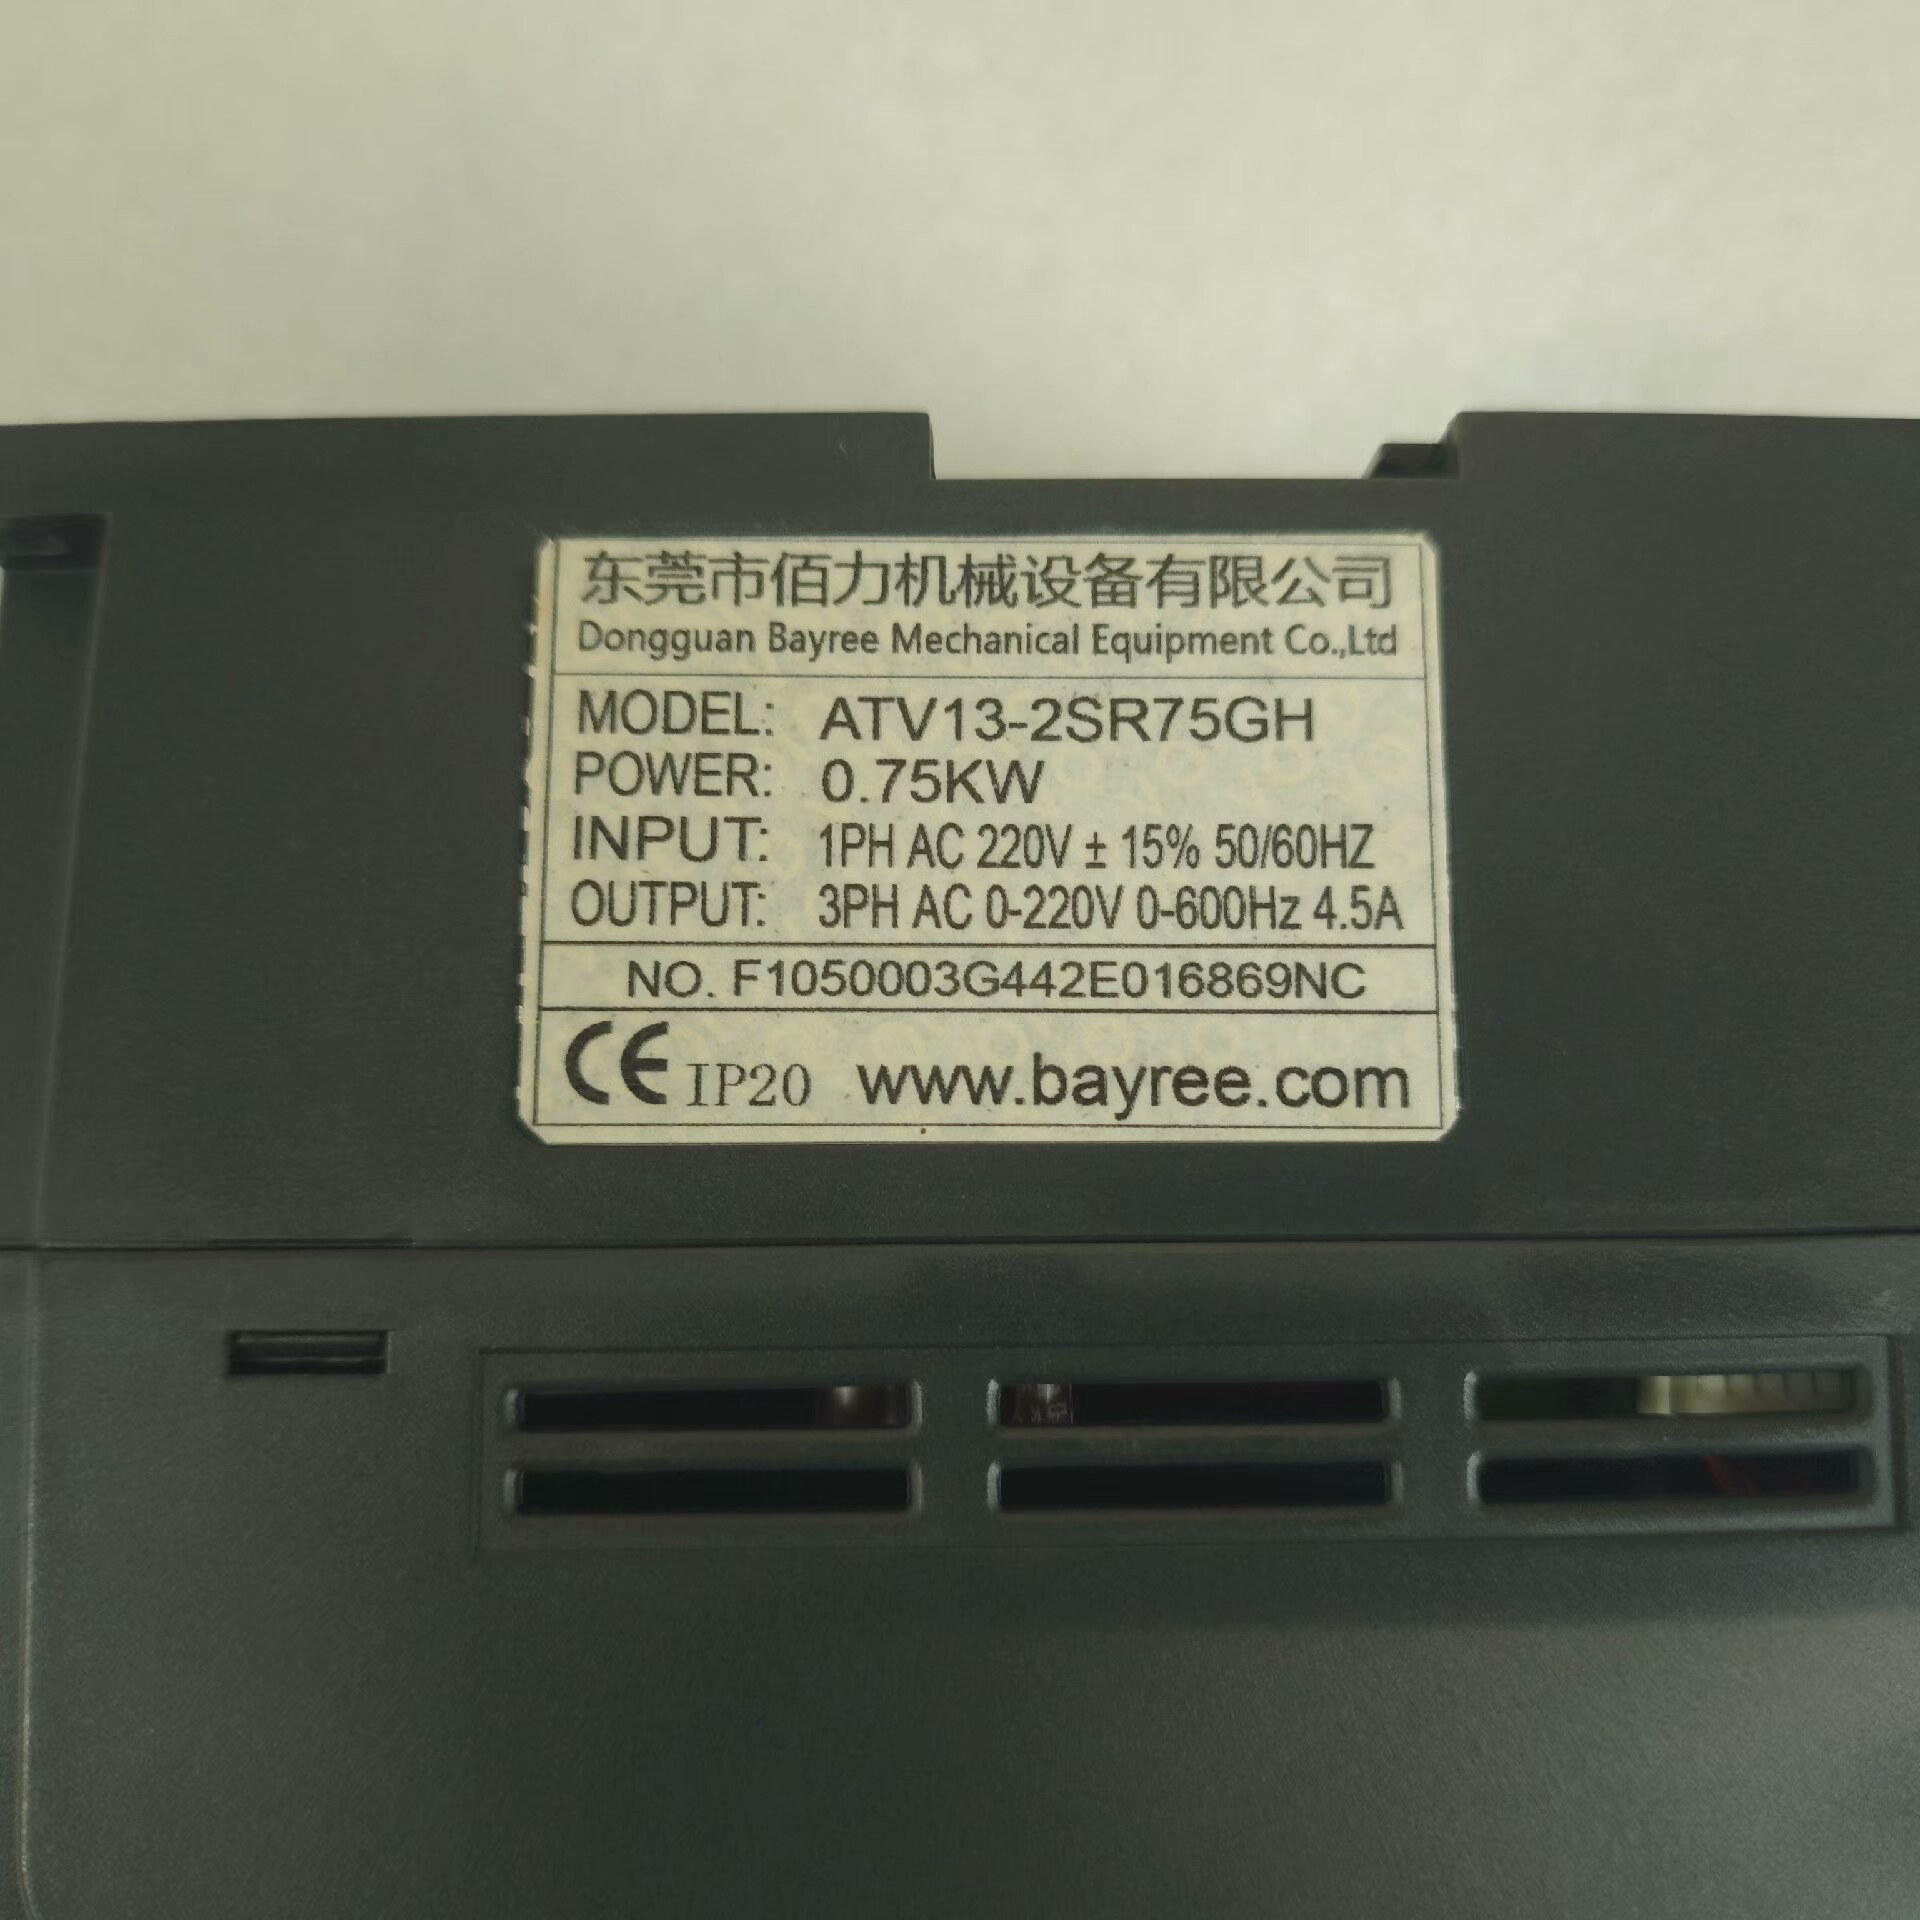 东莞市佰力机械设备有限公司
Dongguan Bayree Mechanical Equipment Co.,Ltd
MODEL: ATV13-2SR75GH
POWER: 0.75KW
INPUT: 1PH AC 220V ± 15% 50/60HZ
OUTPUT: 3PH AC 0-220V 0-600Hz 4.5A
NO. F1050003G442E016869NC
CE IP20 www.bayree.com